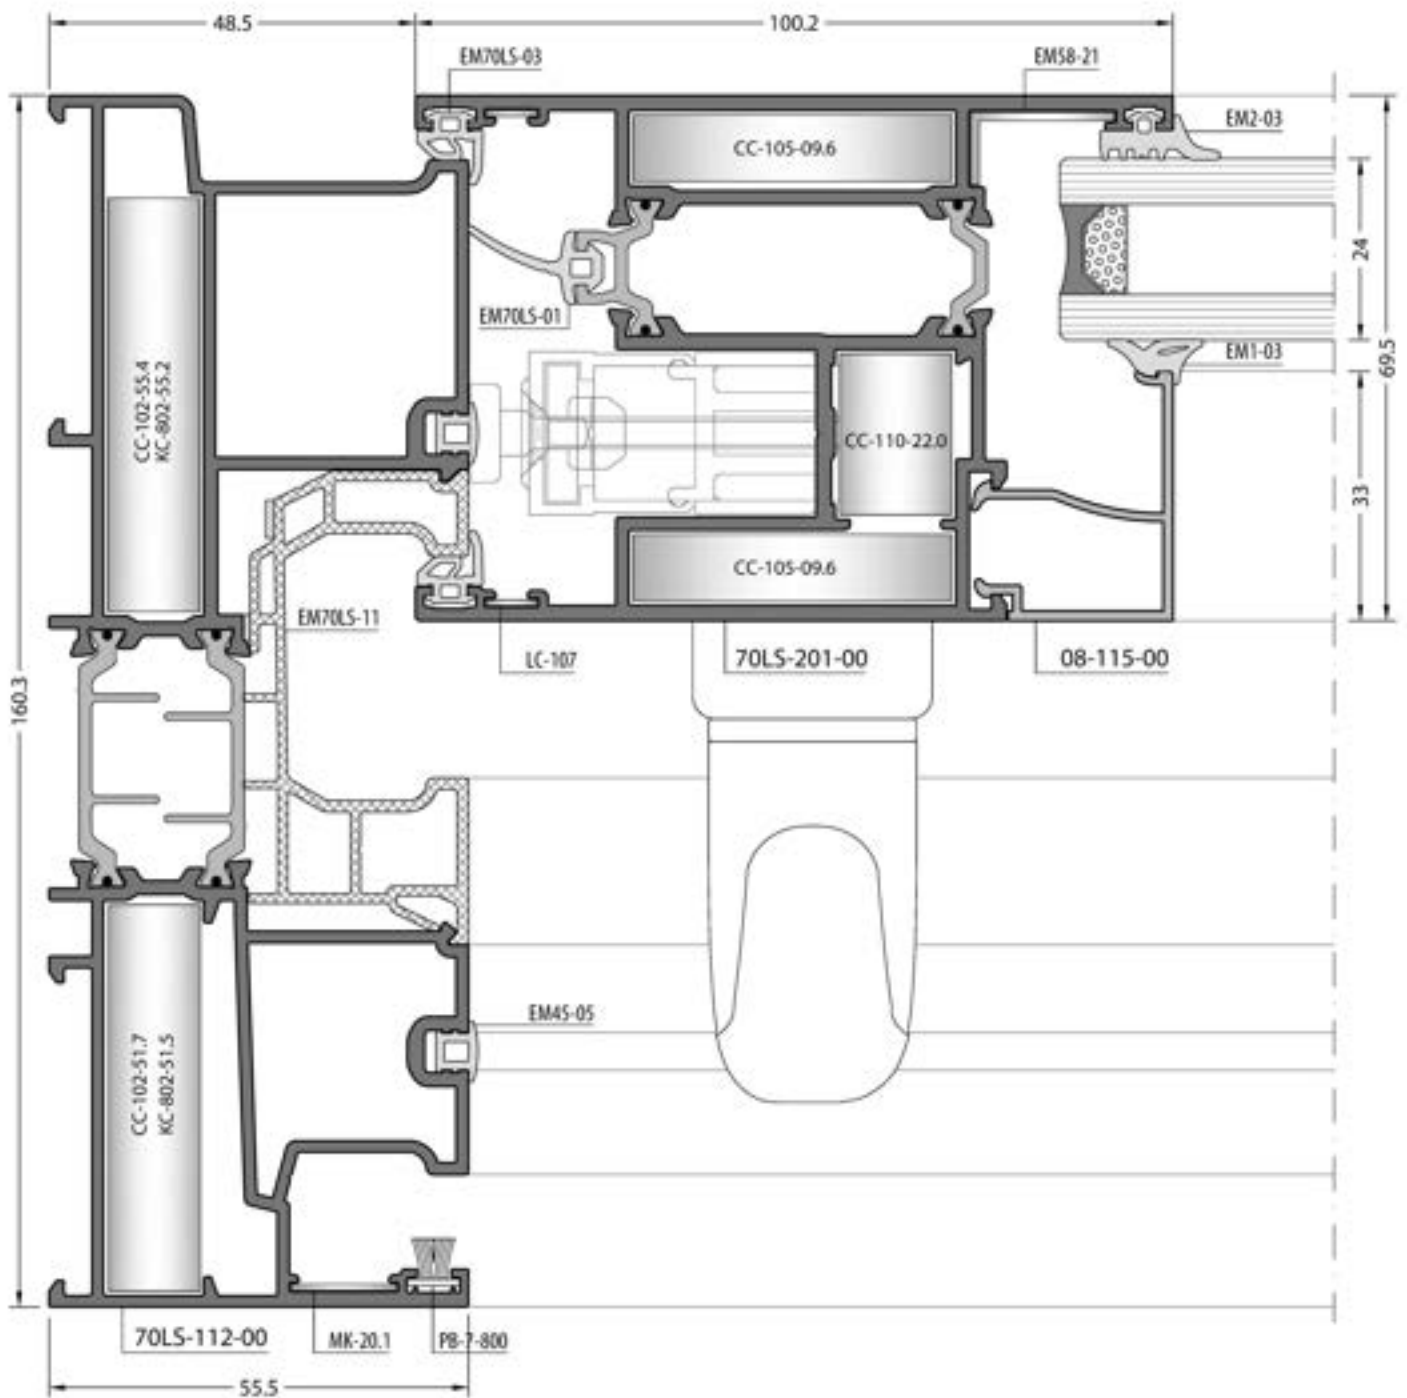 48.5
100.2
EM70LS-03
EM58-21
EM2-03
CC-105-09.6
24
69.5
EM70LS-01
EM1-03
CC-102-55.4
KC-802-55.2
CC-110-22.0
33
CC-105-09.6
EM70LS-11
LC-107
70LS-201-00
08-115-00
160.3
EM45-05
CC-102-51.7
KC-802-51.5
70LS-112-00
MK-20.1
PB-7-800
55.5